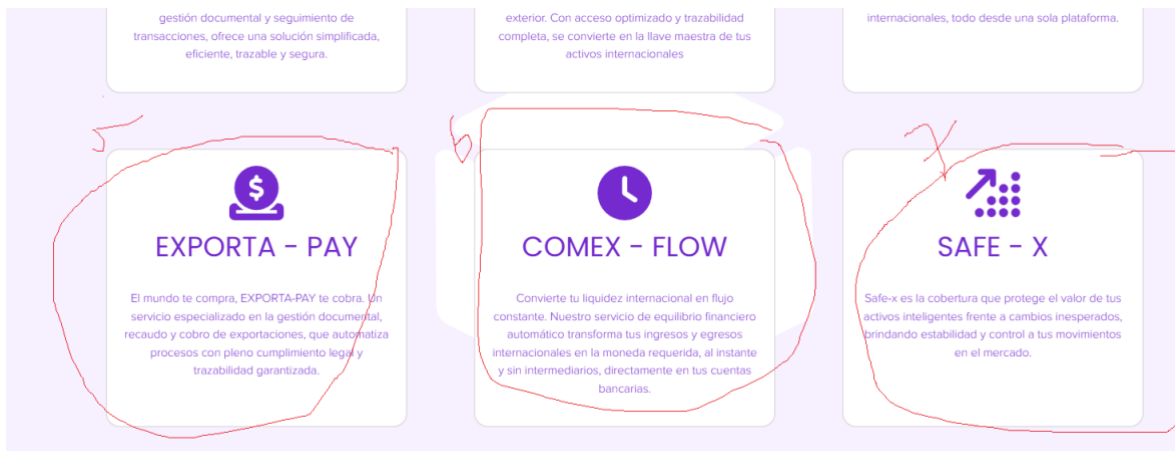 gestión documental y seguimiento de
transacciones, ofrece una solución simplificada,
eficiente, trazable y segura.
exterior. Con acceso optimizado y trazabilidad
completa, se convierte en la llave maestra de tus
activos internacionales
internacionales, todo desde una sola plataforma.
EXPORTA - PAY
El mundo te compra, EXPORTA-PAY te cobra. Un
servicio especializado en la gestión documental,
recaudo y cobro de exportaciones, que automatiza
procesos con pleno cumplimiento legal y
trazabilidad garantizada.
COMEX - FLOW
Convierte tu liquidez internacional en flujo
constante. Nuestro servicio de equilibrio financiero
automático transforma tus ingresos y egresos
internacionales en la moneda requerida, al instante
y sin intermediarios, directamente en tus cuentas
bancarias.
SAFE - X
Safe-x es la cobertura que protege el valor de tus
activos inteligentes frente a cambios inesperados,
brindando estabilidad y control a tus movimientos
en el mercado.